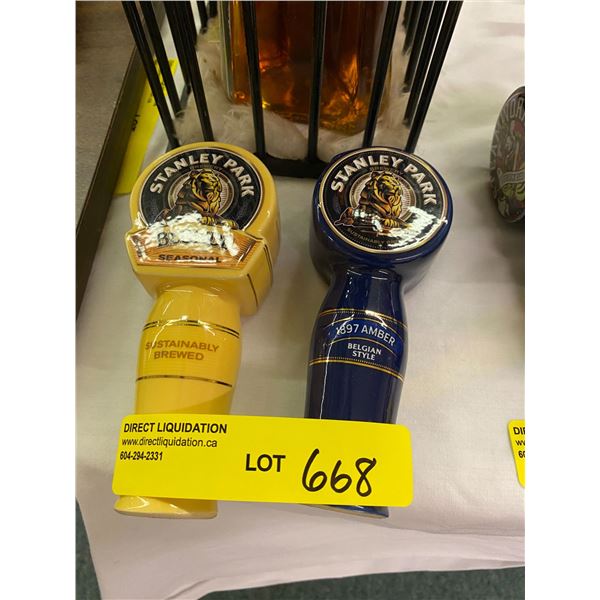 STANLEY PARK
SEASONAL
SUSTAINABLY
BREWED
STANLEY PARK
1897 AMBER
BELGIAN
STYLE
DIRECT LIQUIDATION
www.directliquidation.ca
604-294-2331
LOT 668